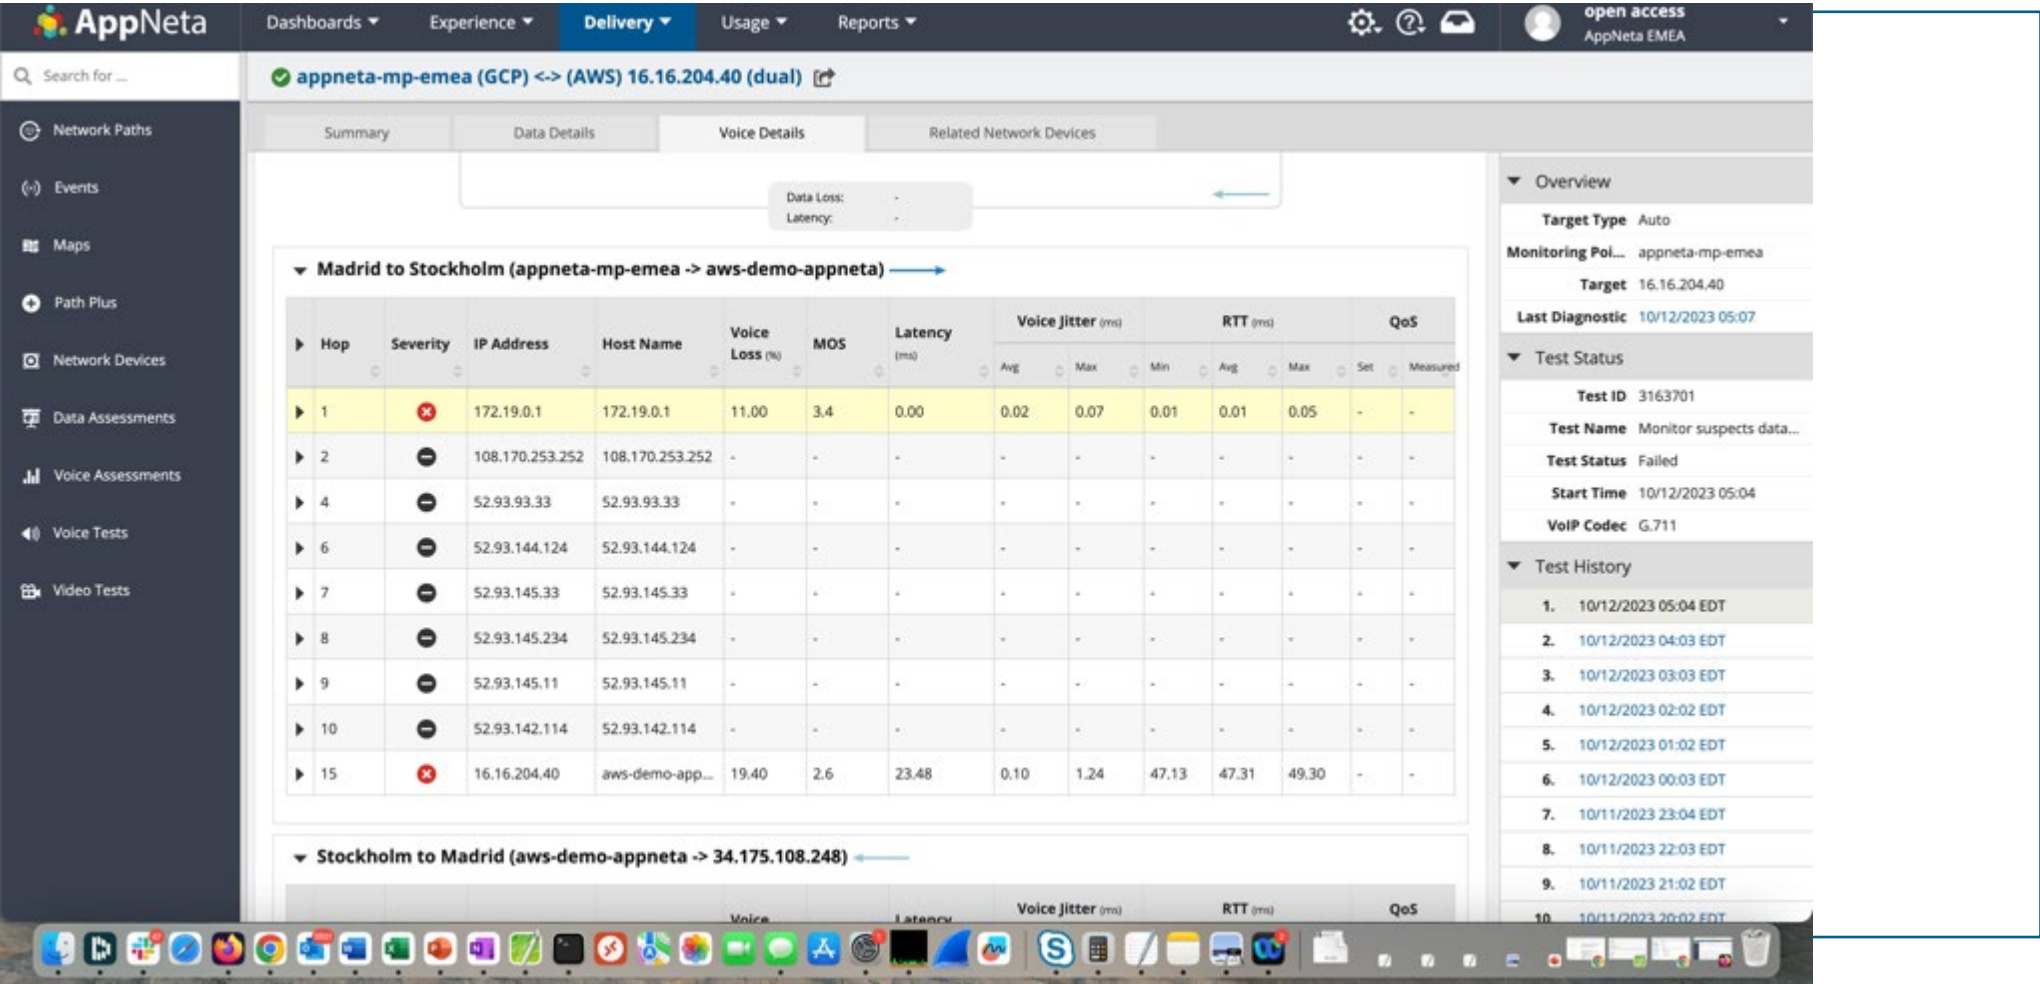 AppNeta
Dashboards
Experience
Delivery
Usage
Reports
open access
AppNeta EMEA
Search for ...
appneta-mp-emea (GCP) <-> (AWS) 16.16.204.40 (dual)
Network Paths
Events
Maps
Path Plus
Network Devices
Data Assessments
Voice Assessments
Voice Tests
Video Tests
Summary Data Details Voice Details Related Network Devices
Data Loss: -
Latency: -
Madrid to Stockholm (appneta-mp-emea -> aws-demo-appneta)
Hop Severity IP Address Host Name Voice Loss (%) MOS Latency (ms) Voice Jitter (ms) RTT (ms) QoS
Avg Max Min Avg Max Set Measured
1 172.19.0.1 172.19.0.1 11.00 3.4 0.00 0.02 0.07 0.01 0.01 0.05 - -
2 108.170.253.252 108.170.253.252 - - - - - - - - - -
4 52.93.93.33 52.93.93.33 - - - - - - - - - -
6 52.93.144.124 52.93.144.124 - - - - - - - - - -
7 52.93.145.33 52.93.145.33 - - - - - - - - - -
8 52.93.145.234 52.93.145.234 - - - - - - - - - -
9 52.93.145.11 52.93.145.11 - - - - - - - - - -
10 52.93.142.114 52.93.142.114 - - - - - - - - - -
15 16.16.204.40 aws-demo-app... 19.40 2.6 23.48 0.10 1.24 47.13 47.31 49.30 - -
Stockholm to Madrid (aws-demo-appneta -> 34.175.108.248)
Voice Latency Voice Jitter (ms) RTT (ms) QoS
Overview
Target Type Auto
Monitoring Poi... appneta-mp-emea
Target 16.16.204.40
Last Diagnostic 10/12/2023 05:07
Test Status
Test ID 3163701
Test Name Monitor suspects data...
Test Status Failed
Start Time 10/12/2023 05:04
VoIP Codec G.711
Test History
1. 10/12/2023 05:04 EDT
2. 10/12/2023 04:03 EDT
3. 10/12/2023 03:03 EDT
4. 10/12/2023 02:02 EDT
5. 10/12/2023 01:02 EDT
6. 10/12/2023 00:03 EDT
7. 10/11/2023 23:04 EDT
8. 10/11/2023 22:03 EDT
9. 10/11/2023 21:02 EDT
10. 10/11/2023 20:02 EDT